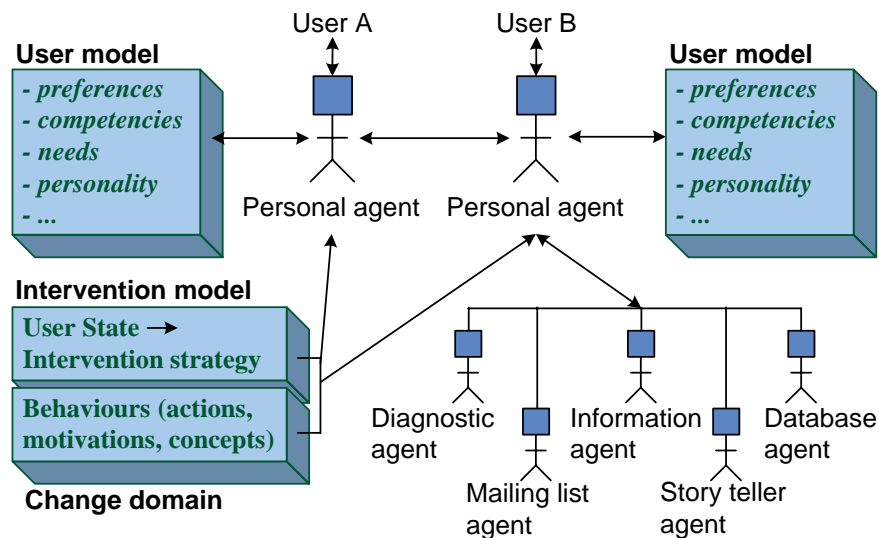 User A
User B
User model
- preferences
- competencies
- needs
- personality
- ...
User model
- preferences
- competencies
- needs
- personality
- ...
Personal agent
Personal agent
Intervention model
User State →
Intervention strategy
Behaviours (actions,
motivations, concepts)
Change domain
Diagnostic
agent
Mailing list
agent
Information
agent
Story teller
agent
Database
agent